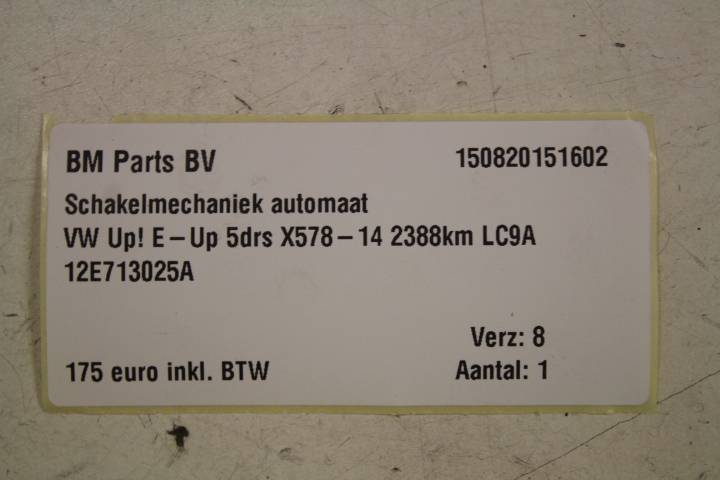 BM Parts BV 150820151602
Schakelmechaniek automaat
VW Up! E-Up 5drs X578-14 2388km LC9A
12E713025A
Verz: 8
175 euro inkl. BTW Aantal: 1